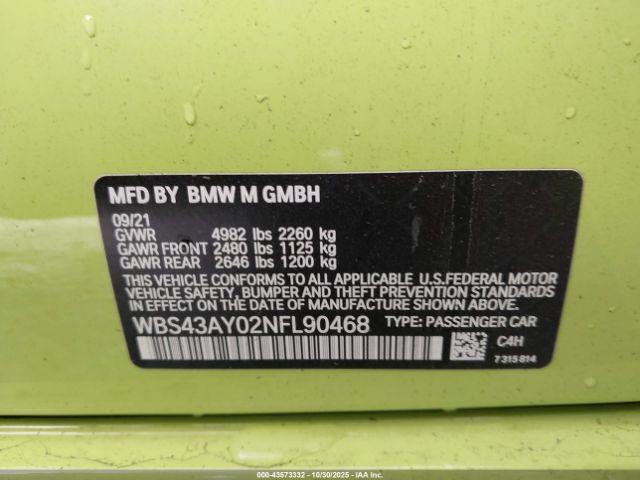 MFD BY BMW M GMBH
09/21
GVWR 4982 lbs 2260 kg
GAWR FRONT 2480 lbs 1125 kg
GAWR REAR 2646 lbs 1200 kg
THIS VEHICLE CONFORMS TO ALL APPLICABLE U.S.FEDERAL MOTOR
VEHICLE SAFETY, BUMPER AND THEFT PREVENTION STANDARDS
IN EFFECT ON THE DATE OF MANUFACTURE SHOWN ABOVE.
WBS43AY02NFL90468 TYPE: PASSENGER CAR
C4H
7315814
000-43573332 - 10/30/2025 - IAA Inc.